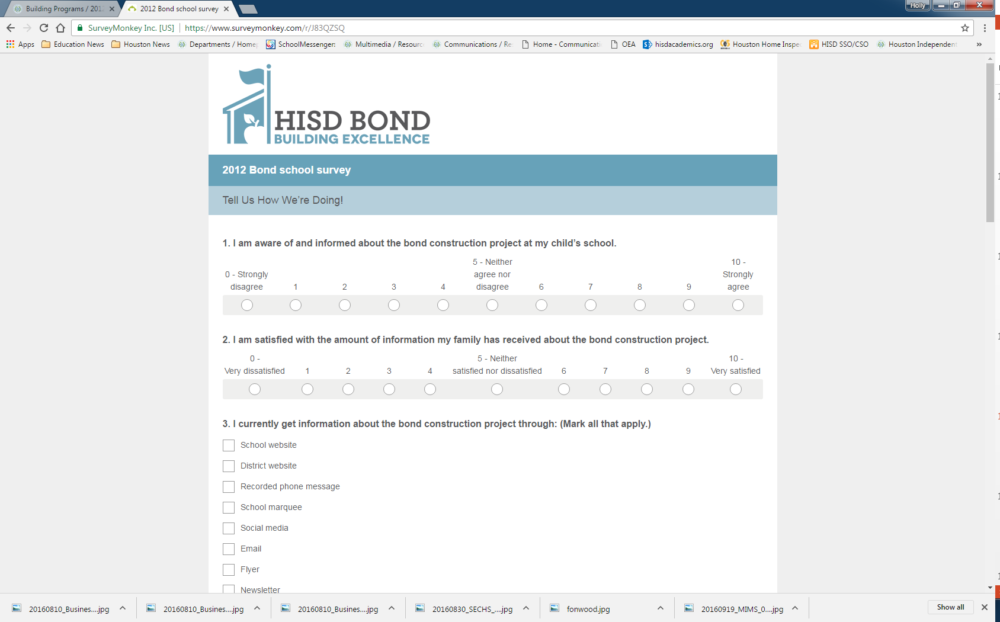 Building Programs / 201
2012 Bond school survey
Holly
SurveyMonkey Inc. [US] https://www.surveymonkey.com/r/J83QZSQ
Apps Education News Houston News Departments / Home SchoolMessenger: Multimedia / Resourc Communications / Re Home - Communicati OEA hisdacademics.org Houston Home Inspe HISD SSO/CSO Houston Independent »
HISD BOND
BUILDING EXCELLENCE
2012 Bond school survey
Tell Us How We're Doing!
1. I am aware of and informed about the bond construction project at my child's school.
0 - Strongly disagree 1 2 3 4 5 - Neither agree nor disagree 6 7 8 9 10 - Strongly agree
2. I am satisfied with the amount of information my family has received about the bond construction project.
0 - Very dissatisfied 1 2 3 4 5 - Neither satisfied nor dissatisfied 6 7 8 9 10 - Very satisfied
3. I currently get information about the bond construction project through: (Mark all that apply.)
School website
District website
Recorded phone message
School marquee
Social media
Email
Flyer
Newsletter
20160810_Busines....jpg 20160810_Busines....jpg 20160810_Busines....jpg 20160830_SECHS_....jpg fonwood.jpg 20160919_MIMS_0....jpg Show all